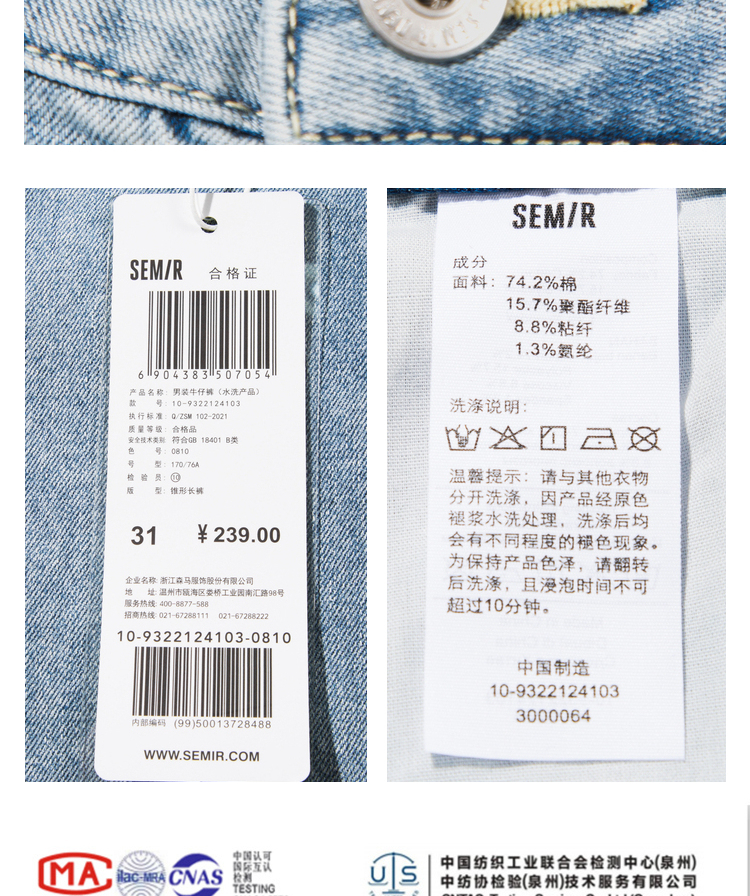 SEM/R 合格证
6 904383 507054
产品名称: 男装牛仔裤（水洗产品）
款 号: 10-9322124103
执行标准: Q/ZSM 102-2021
质量等级: 合格品
安全技术类别: 符合GB 18401 B类
色 号: 0810
号 型: 170/76A
检 验 员: 10
版 型: 锥形长裤
31 ¥239.00
企业名称: 浙江森马服饰股份有限公司
地 址: 温州市瓯海区娄桥工业园南汇路98号
服务热线: 400-8877-588
招商热线: 021-67288111 021-67288222
10-9322124103-0810
内部编码 (99)50013728488
WWW.SEMIR.COM
SEM/R
成分
面料: 74.2%棉
15.7%聚酯纤维
8.8%粘纤
1.3%氨纶
洗涤说明:
温馨提示: 请与其他衣物
分开洗涤，因产品经原色
褪浆水洗处理，洗涤后均
会有不同程度的褪色现象。
为保持产品色泽，请翻转
后洗涤，且浸泡时间不可
超过10分钟。
中国制造
10-9322124103
3000064
MA
ilac-MRA
CNAS
中国认可
国际互认
检测
TESTING
UTS
中国纺织工业联合会检测中心(泉州)
中纺协检验(泉州)技术服务有限公司